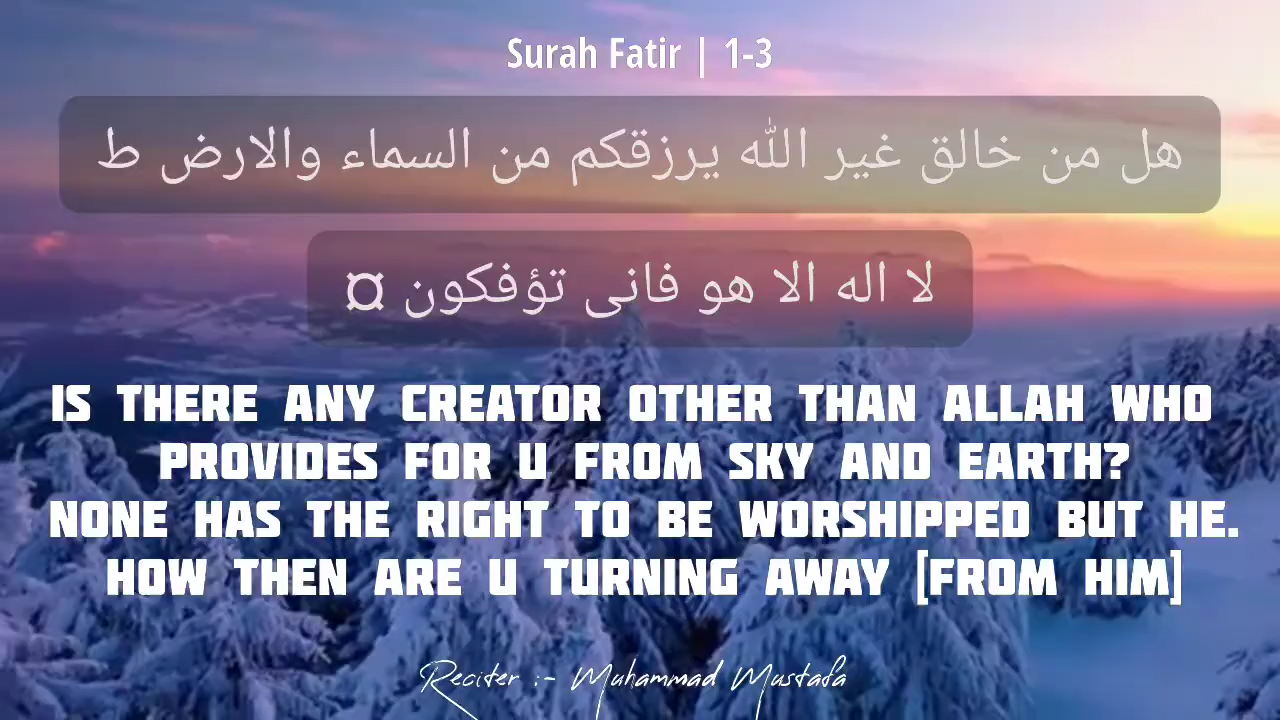 Surah Fatir | 1-3
هل من خالق غير الله يرزقكم من السماء والارض ط
لا اله الا هو فانى تؤفكون ¤
IS THERE ANY CREATOR OTHER THAN ALLAH WHO
PROVIDES FOR U FROM SKY AND EARTH?
NONE HAS THE RIGHT TO BE WORSHIPPED BUT HE.
HOW THEN ARE U TURNING AWAY [FROM HIM]
Reciter :- Muhammad Mustafa